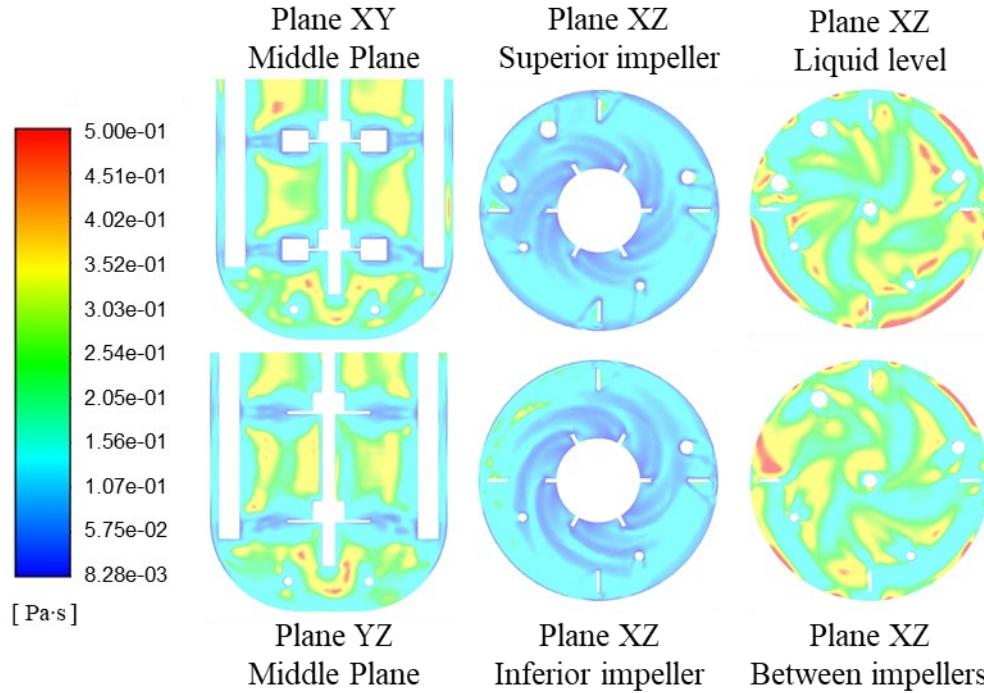 Plane XY
Middle Plane
Plane XZ
Superior impeller
Plane XZ
Liquid level
5.00e-01
4.51e-01
4.02e-01
3.52e-01
3.03e-01
2.54e-01
2.05e-01
1.56e-01
1.07e-01
5.75e-02
8.28e-03
[ Pa·s ]
Plane YZ
Middle Plane
Plane XZ
Inferior impeller
Plane XZ
Between impellers